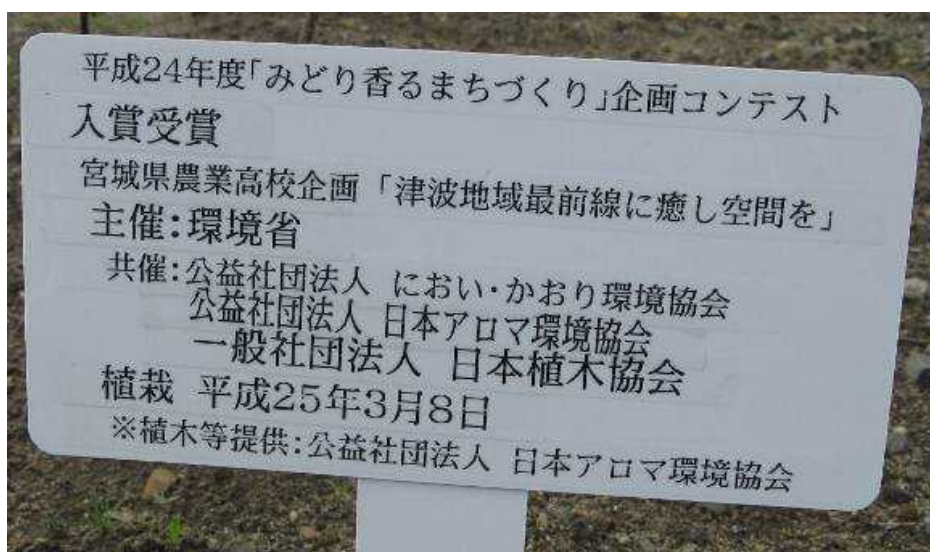 平成24年度「みどり香るまちづくり」企画コンテスト
入賞受賞
宮城県農業高校企画「津波地域最前線に癒し空間を」
主催:環境省
共催:公益社団法人 におい・かおり環境協会
公益社団法人 日本アロマ環境協会
一般社団法人 日本植木協会
植栽 平成25年3月8日
※植木等提供:公益社団法人 日本アロマ環境協会